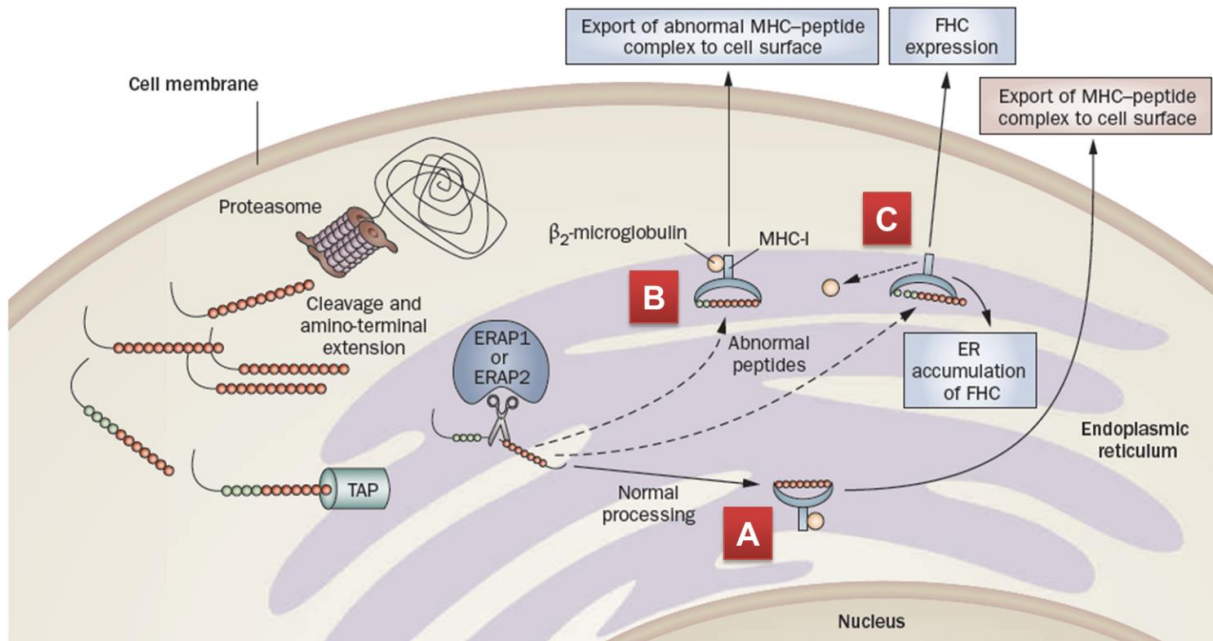 Export of abnormal MHC–peptide
complex to cell surface
FHC
expression
Export of MHC–peptide
complex to cell surface
Cell membrane
Proteasome
β₂-microglobulin
MHC-I
C
B
Cleavage and
amino-terminal
extension
ERAP1
or
ERAP2
Abnormal
peptides
ER
accumulation
of FHC
Endoplasmic
reticulum
TAP
Normal
processing
A
Nucleus